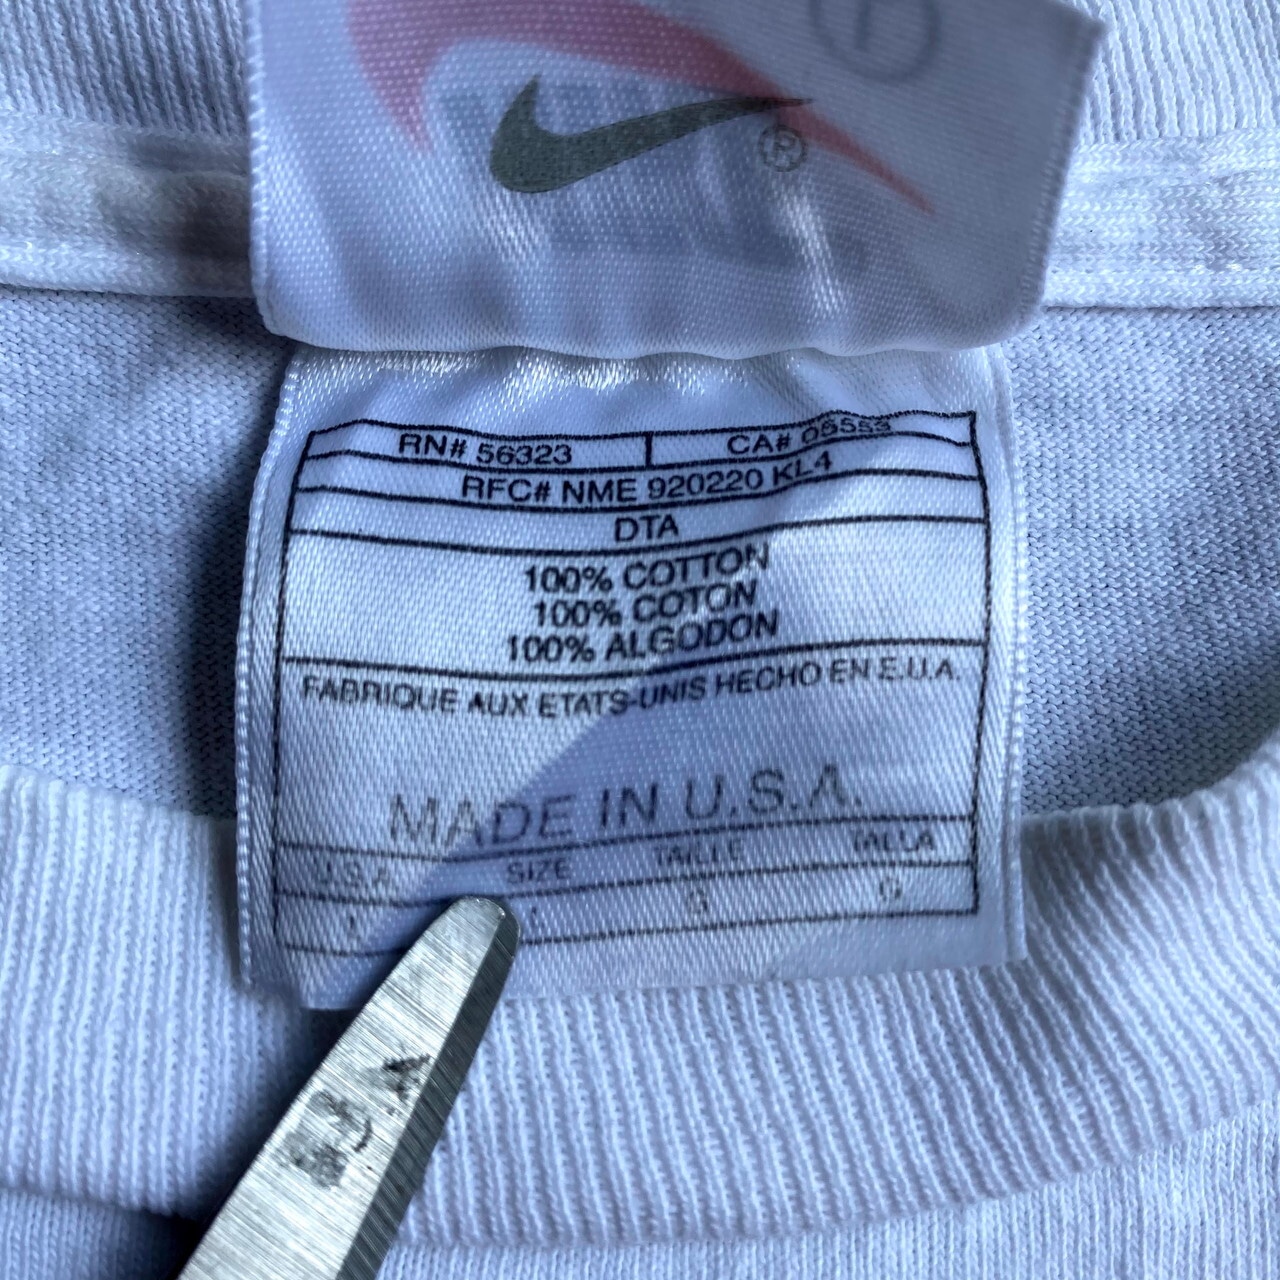 ®
RN# 56323 CA# 05553
RFC# NME 920220 KL4
DTA
100% COTTON
100% COTON
100% ALGODON
FABRIQUE AUX ETATS-UNIS HECHO EN E.U.A.
MADE IN U.S.A.
U.S.A. SIZE TAILLE TALLA
G G